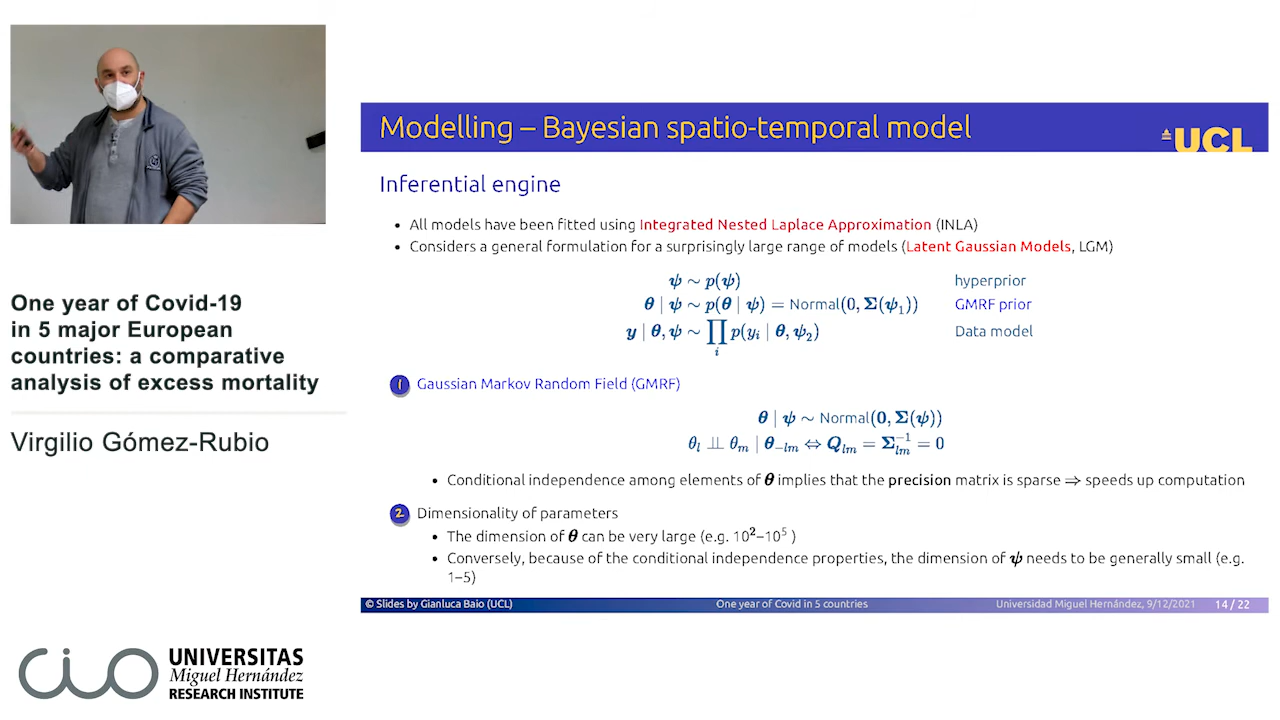 Modelling – Bayesian spatio-temporal model
UCL
Inferential engine
• All models have been fitted using Integrated Nested Laplace Approximation (INLA)
• Considers a general formulation for a surprisingly large range of models (Latent Gaussian Models, LGM)
ψ ∼ p(ψ) hyperprior
θ | ψ ∼ p(θ | ψ) = Normal(0, Σ(ψ₁)) GMRF prior
y | θ, ψ ∼ ∏ᵢ p(yᵢ | θ, ψ₂) Data model
1 Gaussian Markov Random Field (GMRF)
θ | ψ ∼ Normal(0, Σ(ψ))
θₗ ⫫ θₘ | θ₋ₗₘ ⇔ Qₗₘ = Σₗₘ⁻¹ = 0
• Conditional independence among elements of θ implies that the precision matrix is sparse ⇒ speeds up computation
2 Dimensionality of parameters
• The dimension of θ can be very large (e.g. 10²–10⁵ )
• Conversely, because of the conditional independence properties, the dimension of ψ needs to be generally small (e.g.
1–5)
© Slides by Gianluca Baio (UCL) One year of Covid in 5 countries Universidad Miguel Hernández, 9/12/2021 14 / 22
One year of Covid-19
in 5 major European
countries: a comparative
analysis of excess mortality
Virgilio Gómez-Rubio
CIO
UNIVERSITAS
Miguel Hernández
RESEARCH INSTITUTE